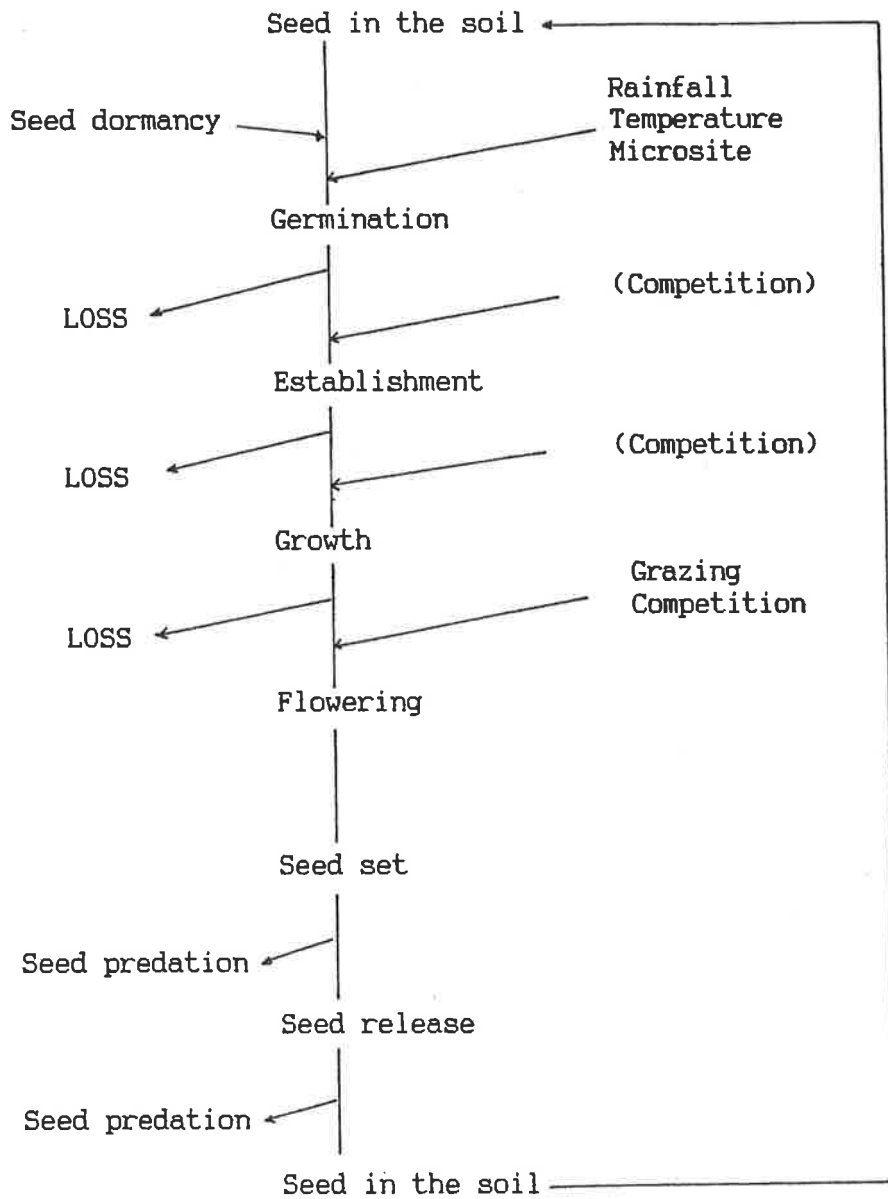 Seed in the soil
Rainfall
Seed dormancy
Temperature
Microsite
Germination
(Competition)
LOSS
Establishment
(Competition)
LOSS
Growth
Grazing
Competition
LOSS
Flowering
Seed set
Seed predation
Seed release
Seed predation
Seed in the soil